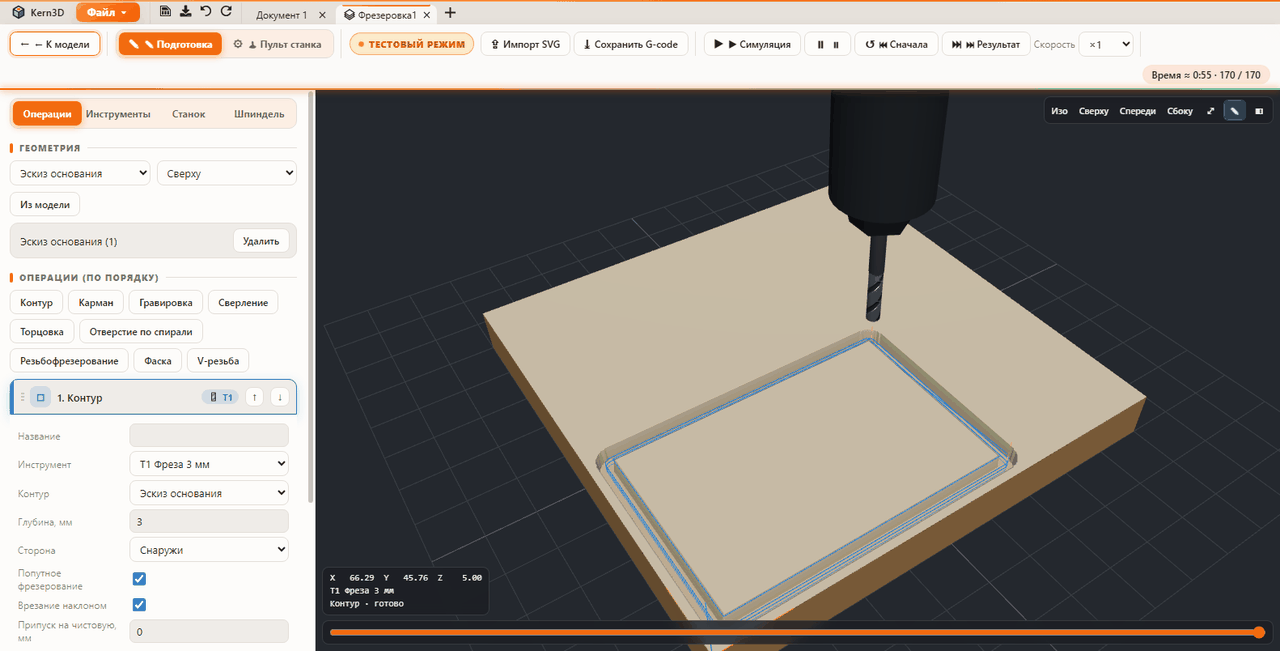 Kern3D Файл Документ 1 × Фрезеровка1 × +
← ← К модели Подготовка Пульт станка ТЕСТОВЫЙ РЕЖИМ Импорт SVG Сохранить G-code Симуляция Сначала Результат Скорость ×1
Время ≈ 0:55 · 170 / 170
Операции Инструменты Станок Шпиндель
Изо Сверху Спереди Сбоку
ГЕОМЕТРИЯ
Эскиз основания Сверху
Из модели
Эскиз основания (1) Удалить
ОПЕРАЦИИ (ПО ПОРЯДКУ)
Контур Карман Гравировка Сверление
Торцовка Отверстие по спирали
Резьбофрезерование Фаска V-резьба
1. Контур T1 ↑ ↓
Название
Инструмент T1 Фреза 3 мм
Контур Эскиз основания
Глубина, мм 3
Сторона Снаружи
Попутное
фрезерование
Врезание наклоном
Припуск на чистовую,
мм 0
X 66.29 Y 45.76 Z 5.00
T1 Фреза 3 мм
Контур · готово